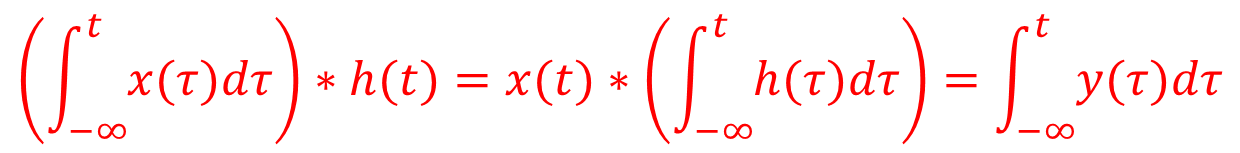 (∫_{-∞}^{t} x(τ)dτ) ∗ h(t) = x(t) ∗ (∫_{-∞}^{t} h(τ)dτ) = ∫_{-∞}^{t} y(τ)dτ